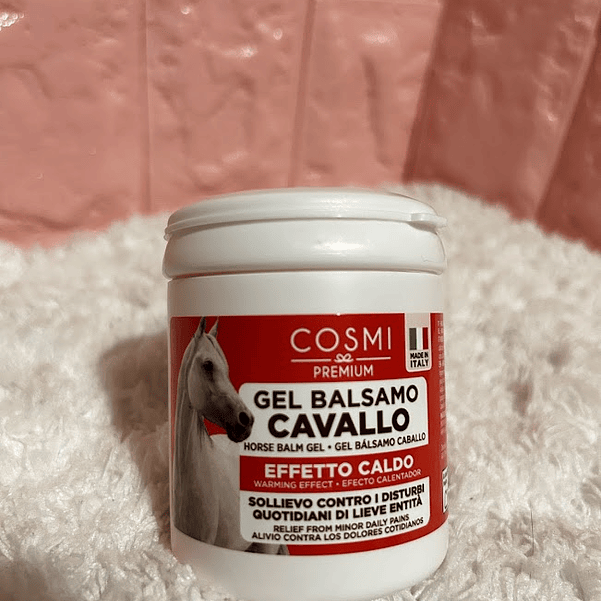 COSMI
PREMIUM
MADE IN
ITALY
GEL BALSAMO
CAVALLO
HORSE BALM GEL • GEL BÁLSAMO CABALLO
EFFETTO CALDO
WARMING EFFECT • EFECTO CALENTADOR
SOLLIEVO CONTRO I DISTURBI
QUOTIDIANI DI LIEVE ENTITÀ
RELIEF FROM MINOR DAILY PAINS
ALIVIO CONTRA LOS DOLORES COTIDIANOS